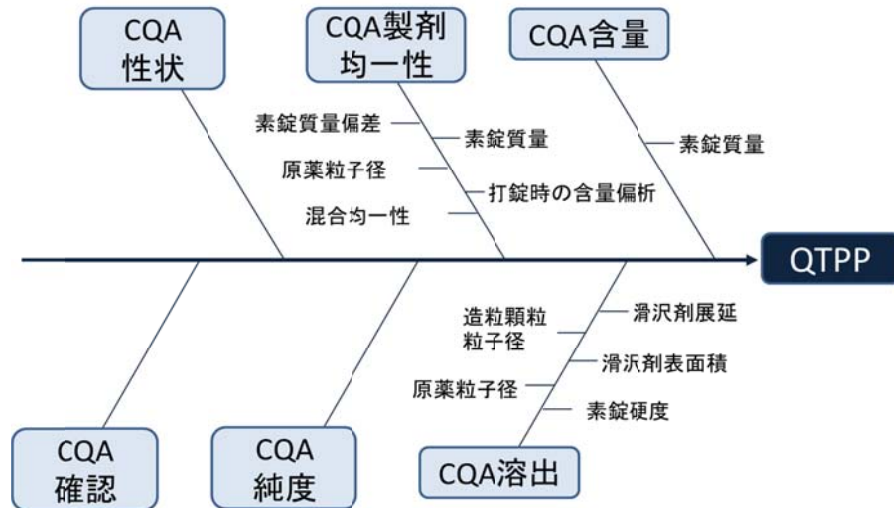 CQA
性状
CQA製剤
均一性
CQA含量
素錠質量偏差
素錠質量
原薬粒子径
打錠時の含量偏析
混合均一性
素錠質量
QTPP
造粒顆粒
粒子径
滑沢剤展延
滑沢剤表面積
原薬粒子径
素錠硬度
CQA
確認
CQA
純度
CQA溶出